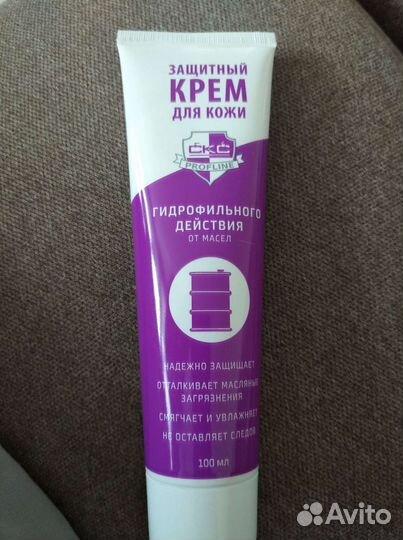 ЗАЩИТНЫЙ
КРЕМ
ДЛЯ КОЖИ
СКС
PROFLINE
ГИДРОФИЛЬНОГО
ДЕЙСТВИЯ
ОТ МАСЕЛ
НАДЕЖНО ЗАЩИЩАЕТ
ОТТАЛКИВАЕТ МАСЛЯНЫЕ
ЗАГРЯЗНЕНИЯ
СМЯГЧАЕТ И УВЛАЖНЯЕТ
НЕ ОСТАВЛЯЕТ СЛЕДОВ
100 МЛ
Avito